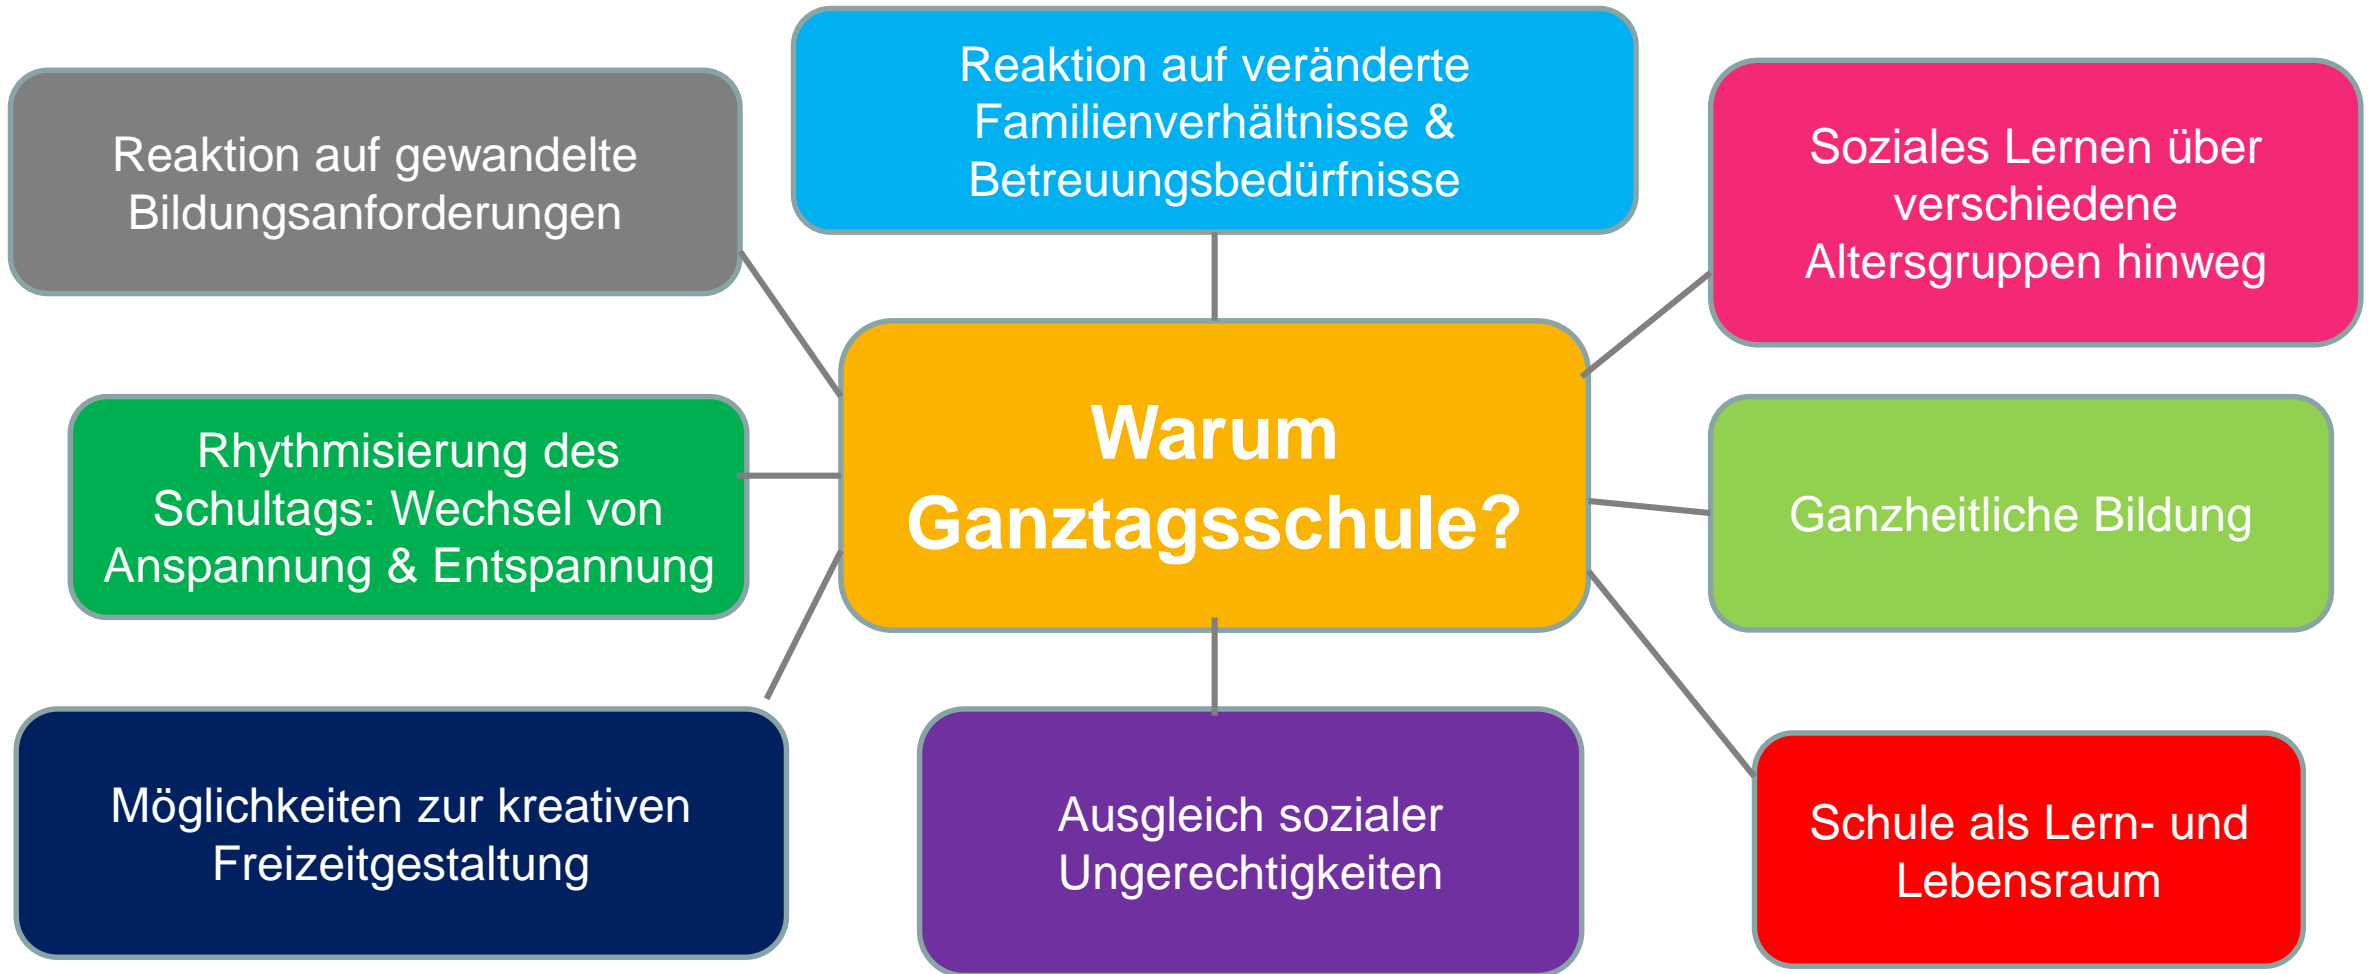 Reaktion auf gewandelte
Bildungsanforderungen
Reaktion auf veränderte
Familienverhältnisse &
Betreuungsbedürfnisse
Soziales Lernen über
verschiedene
Altersgruppen hinweg
Rhythmisierung des
Schultags: Wechsel von
Anspannung & Entspannung
Warum
Ganztagsschule?
Ganzheitliche Bildung
Möglichkeiten zur kreativen
Freizeitgestaltung
Ausgleich sozialer
Ungerechtigkeiten
Schule als Lern- und
Lebensraum